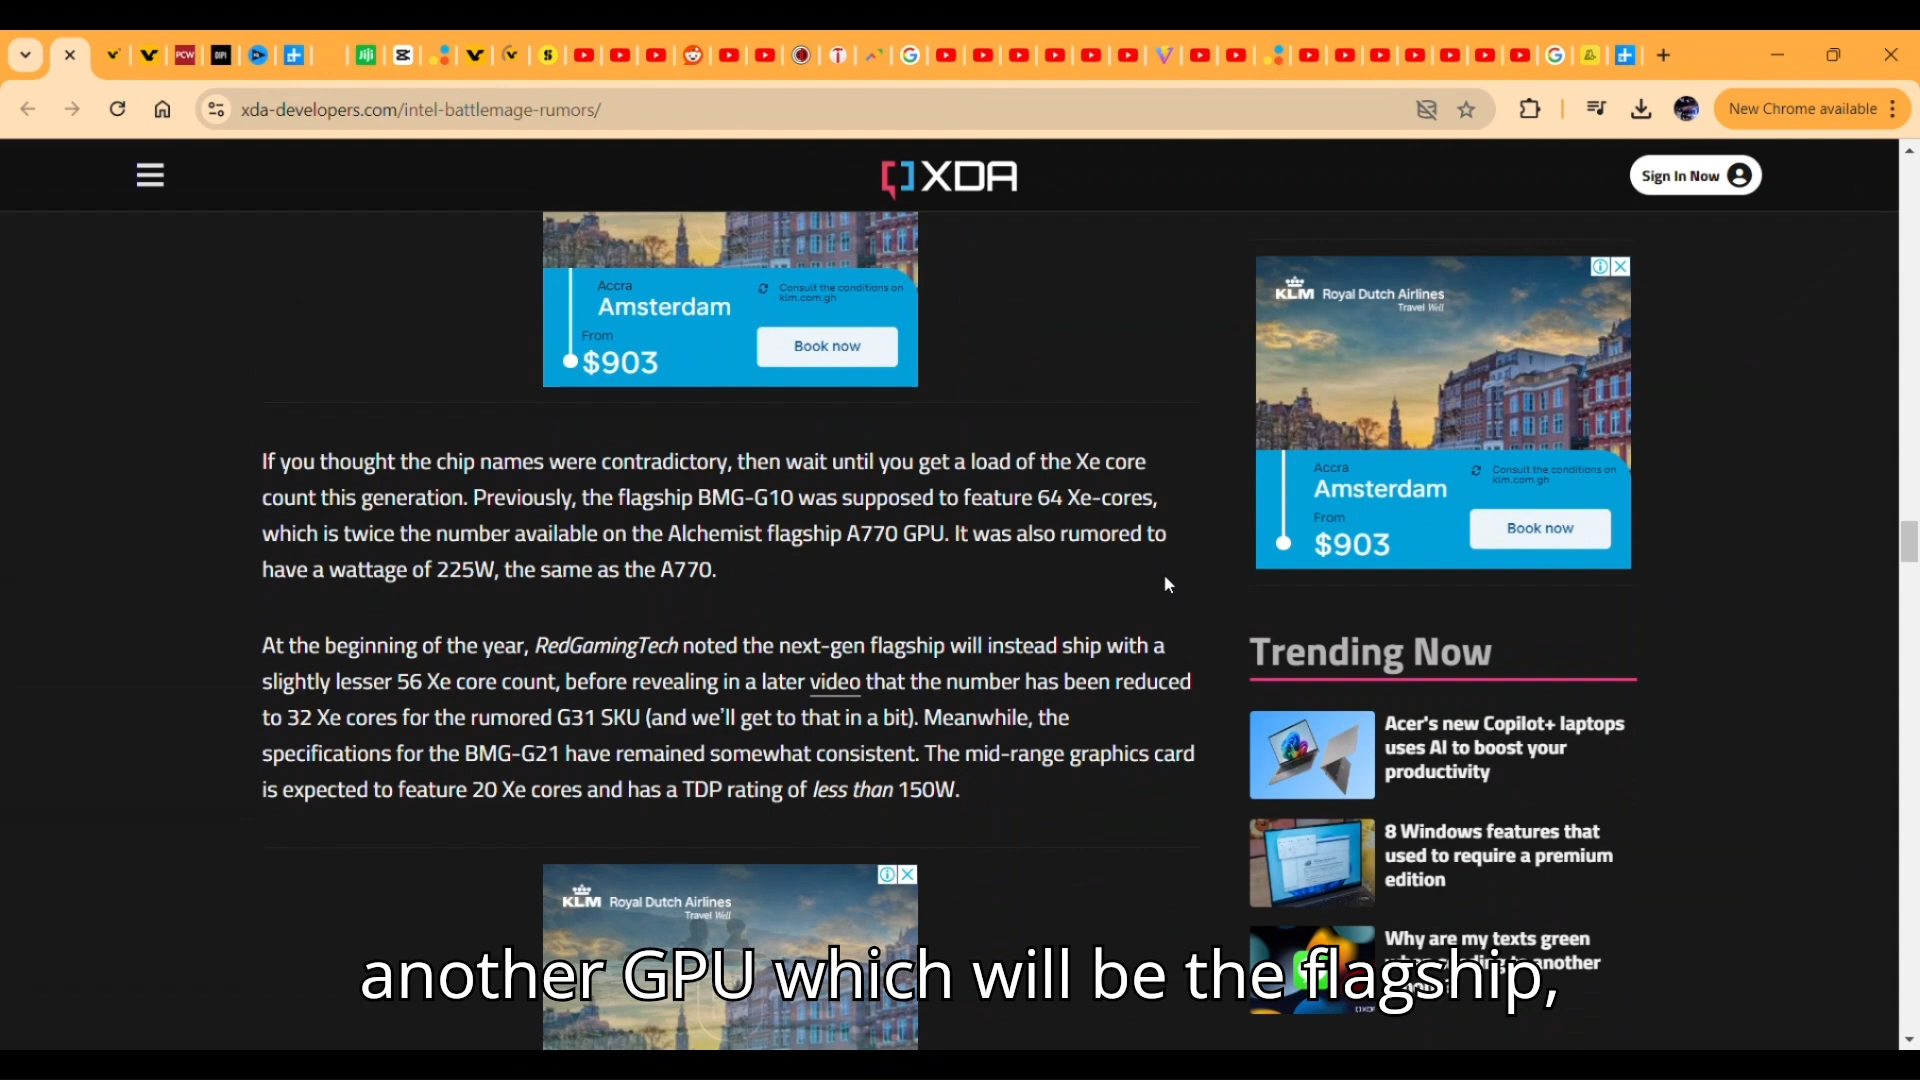 PCW
DIPI
Jiji
xda-developers.com/intel-battlemage-rumors/
New Chrome available
XDA
Sign In Now
Accra
Amsterdam
Consult the conditions on
klm.com.gh
From
$903
Book now
KLM Royal Dutch Airlines
Travel Well
Accra
Amsterdam
Consult the conditions on
klm.com.gh
From
$903
Book now
If you thought the chip names were contradictory, then wait until you get a load of the Xe core
count this generation. Previously, the flagship BMG-G10 was supposed to feature 64 Xe-cores,
which is twice the number available on the Alchemist flagship A770 GPU. It was also rumored to
have a wattage of 225W, the same as the A770.
At the beginning of the year, RedGamingTech noted the next-gen flagship will instead ship with a
slightly lesser 56 Xe core count, before revealing in a later video that the number has been reduced
to 32 Xe cores for the rumored G31 SKU (and we'll get to that in a bit). Meanwhile, the
specifications for the BMG-G21 have remained somewhat consistent. The mid-range graphics card
is expected to feature 20 Xe cores and has a TDP rating of less than 150W.
Trending Now
Acer's new Copilot+ laptops
uses AI to boost your
productivity
8 Windows features that
used to require a premium
edition
Why are my texts green
another
KLM Royal Dutch Airlines
Travel Well
another GPU which will be the flagship,